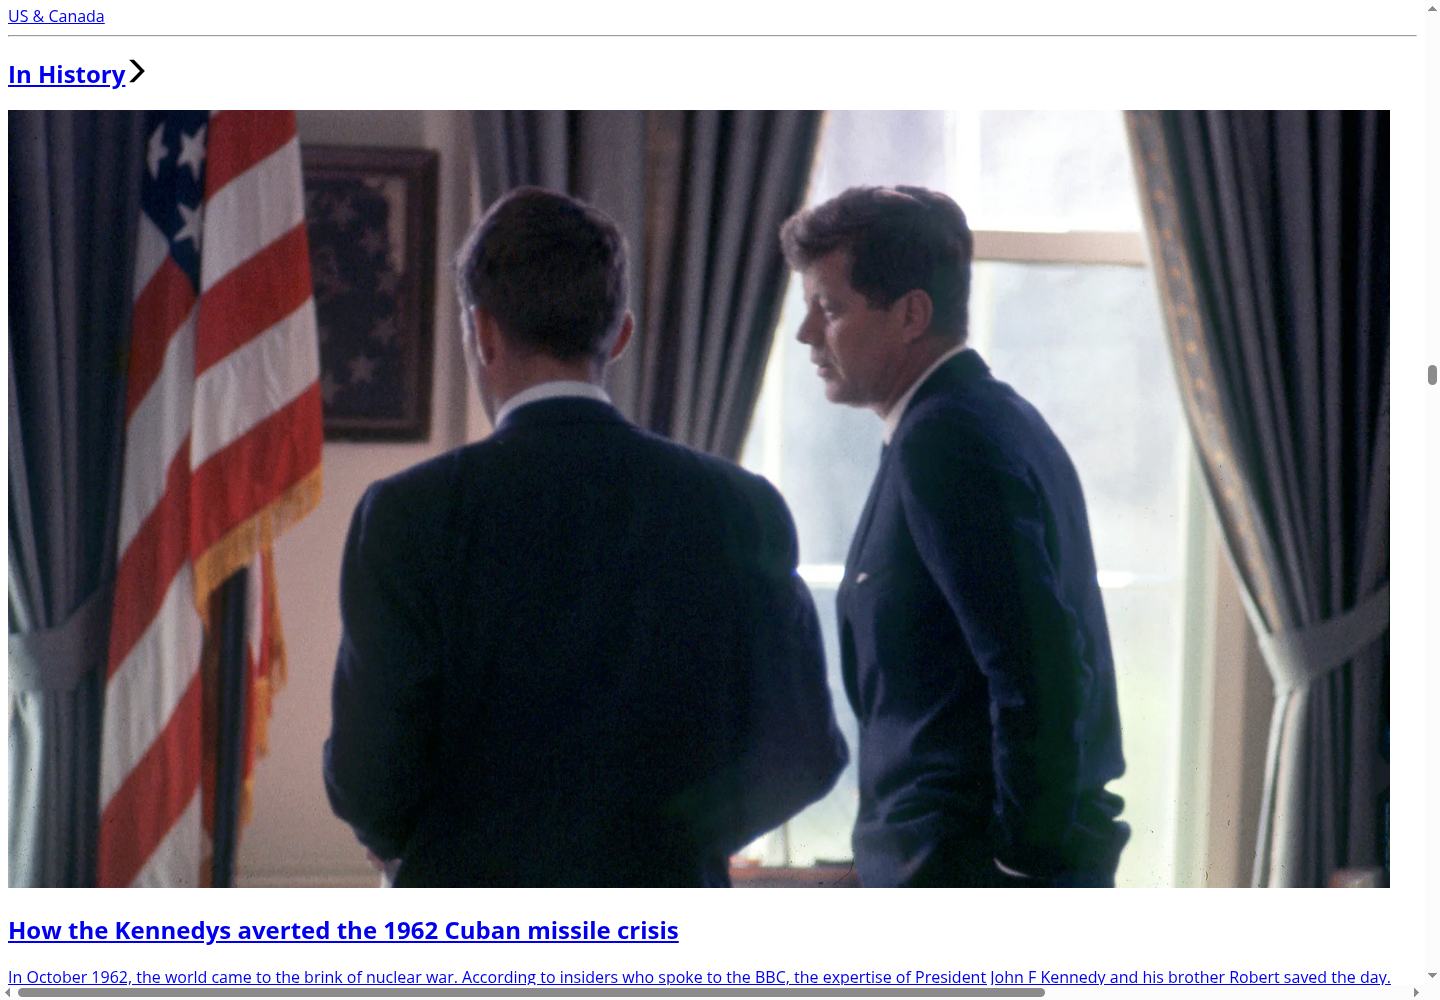 US & Canada
In History
How the Kennedys averted the 1962 Cuban missile crisis
In October 1962, the world came to the brink of nuclear war. According to insiders who spoke to the BBC, the expertise of President John F Kennedy and his brother Robert saved the day.